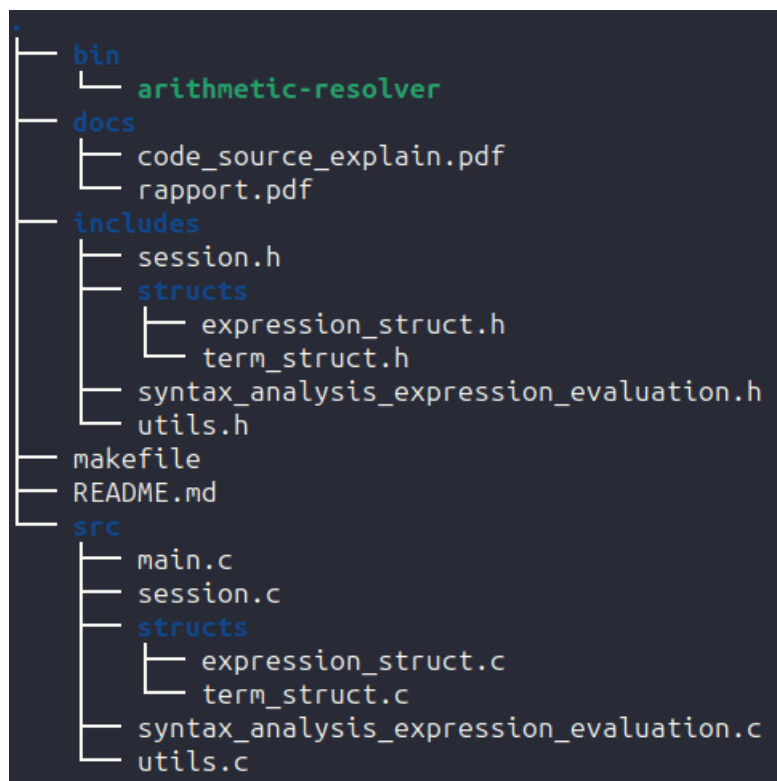 .
bin
arithmetic-resolver
docs
code_source_explain.pdf
rapport.pdf
includes
session.h
structs
expression_struct.h
term_struct.h
syntax_analysis_expression_evaluation.h
utils.h
makefile
README.md
src
main.c
session.c
structs
expression_struct.c
term_struct.c
syntax_analysis_expression_evaluation.c
utils.c